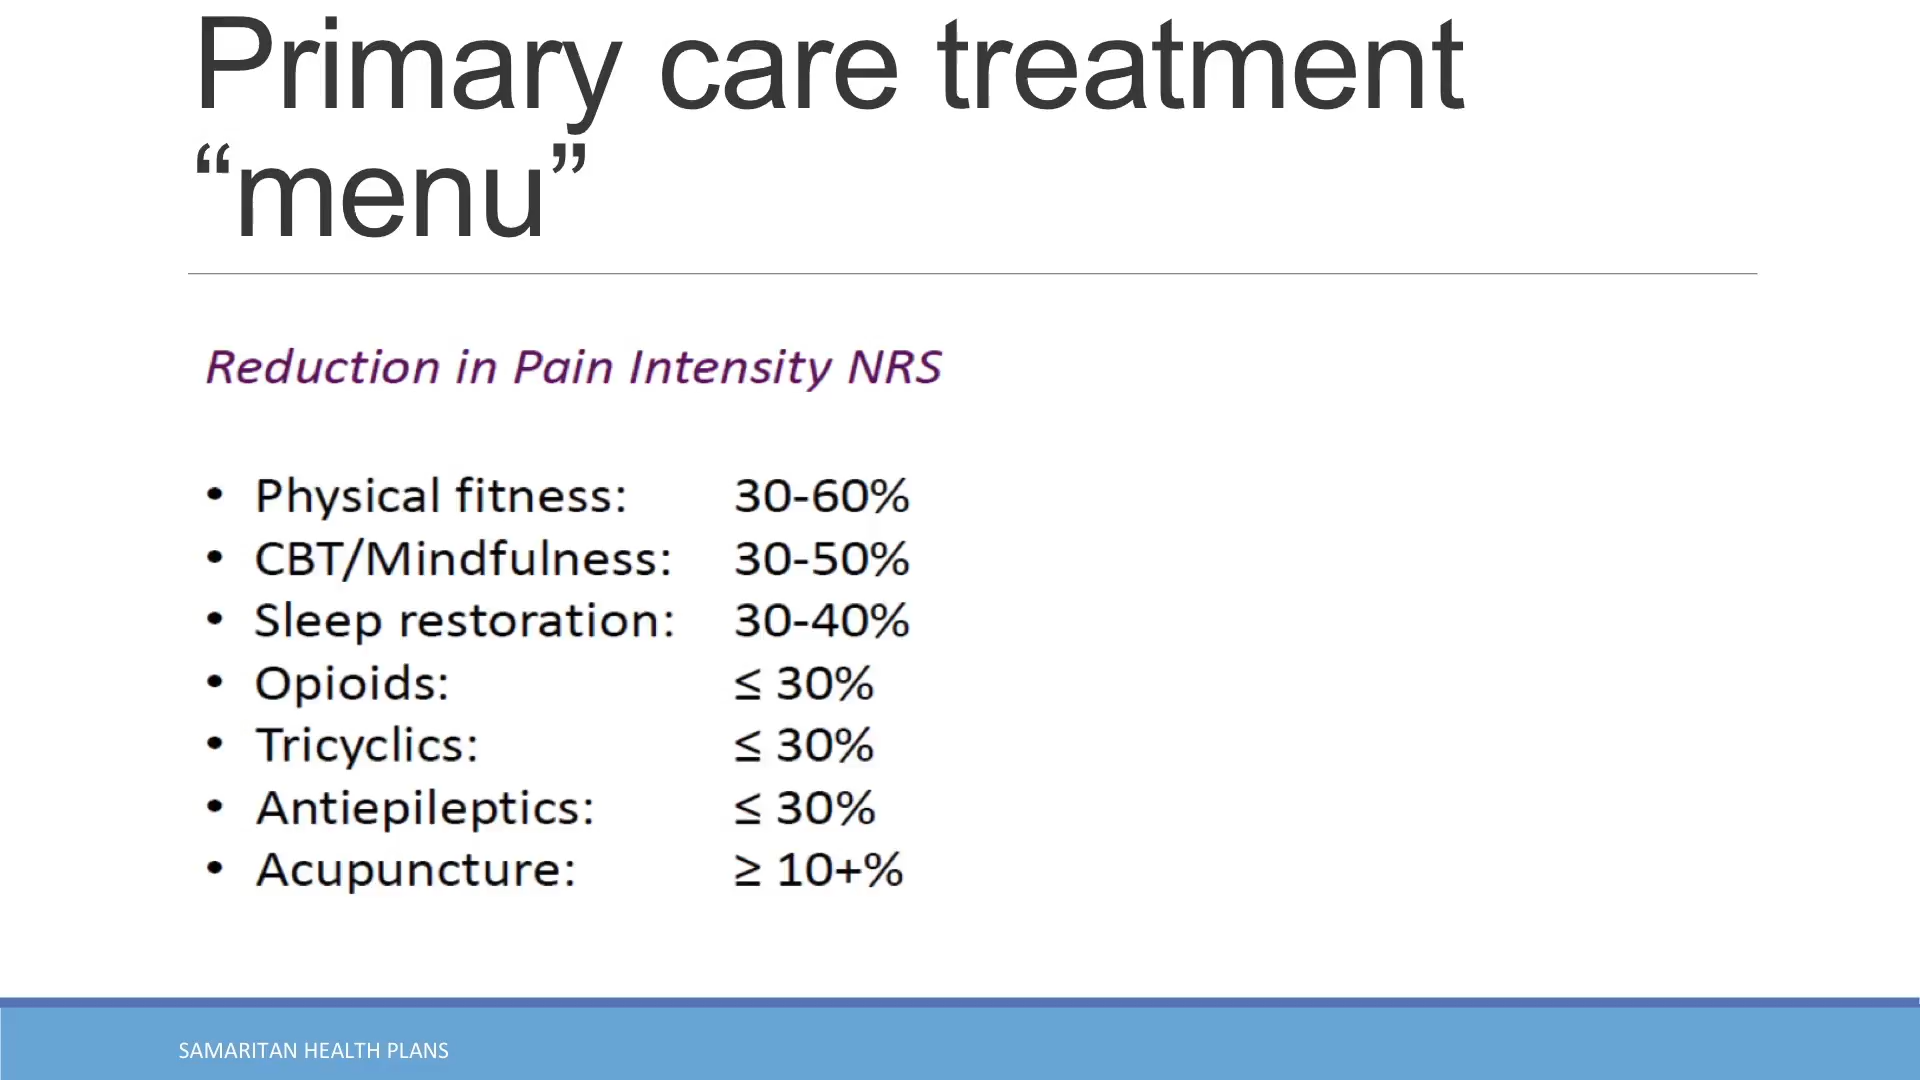 Primary care treatment
“menu”
Reduction in Pain Intensity NRS
• Physical fitness: 30-60%
• CBT/Mindfulness: 30-50%
• Sleep restoration: 30-40%
• Opioids: ≤ 30%
• Tricyclics: ≤ 30%
• Antiepileptics: ≤ 30%
• Acupuncture: ≥ 10+%
SAMARITAN HEALTH PLANS